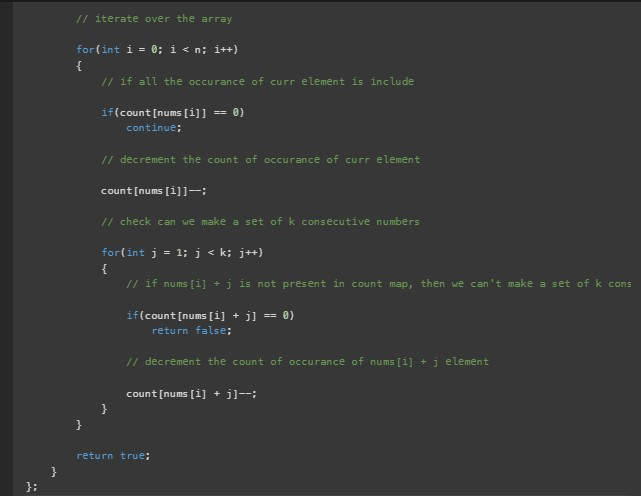 // iterate over the array
for(int i = 0; i < n; i++)
{
// if all the occurance of curr element is include
if(count[nums[i]] == 0)
continue;
// decrement the count of occurance of curr element
count[nums[i]]--;
// check can we make a set of k consecutive numbers
for(int j = 1; j < k; j++)
{
// if nums[i] + j is not present in count map, then we can't make a set of k cons
if(count[nums[i] + j] == 0)
return false;
// decrement the count of occurance of nums[i] + j element
count[nums[i] + j]--;
}
}
return true;
}
};